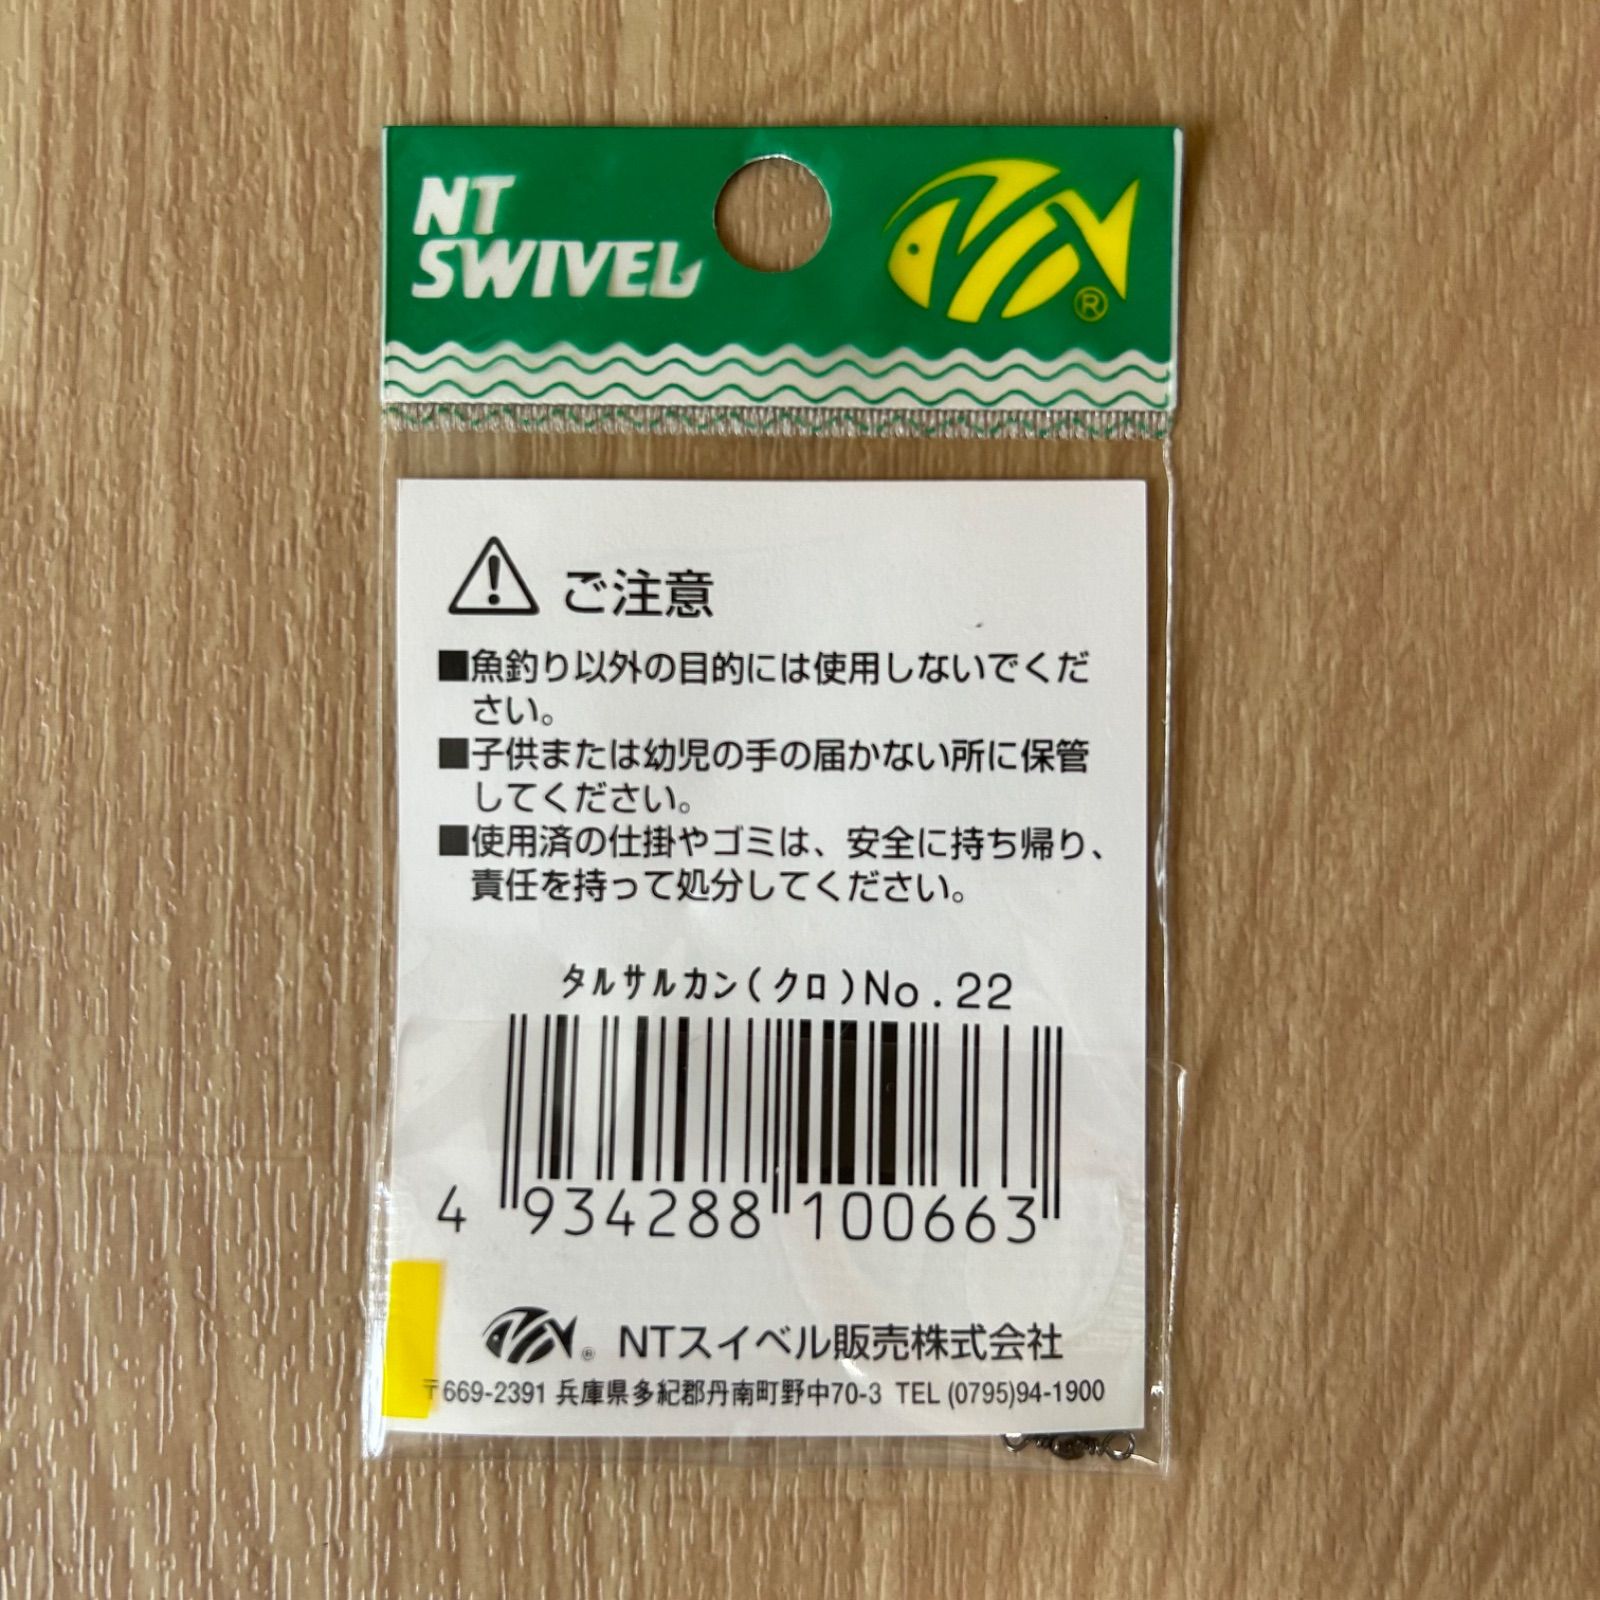 NT
SWIVEL
®
ご注意
■魚釣り以外の目的には使用しないでくだ
さい。
■子供または幼児の手の届かない所に保管
してください。
■使用済の仕掛やゴミは、安全に持ち帰り、
責任を持って処分してください。
タルサルカン(クロ)No.22
4 934288 100663
® NTスイベル販売株式会社
〒669-2391 兵庫県多紀郡丹南町野中70-3 TEL (0795)94-1900